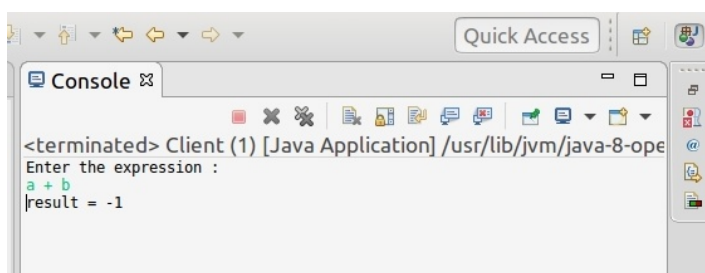 Quick Access
Console
<terminated> Client (1) [Java Application] /usr/lib/jvm/java-8-ope
Enter the expression :
a + b
result = -1